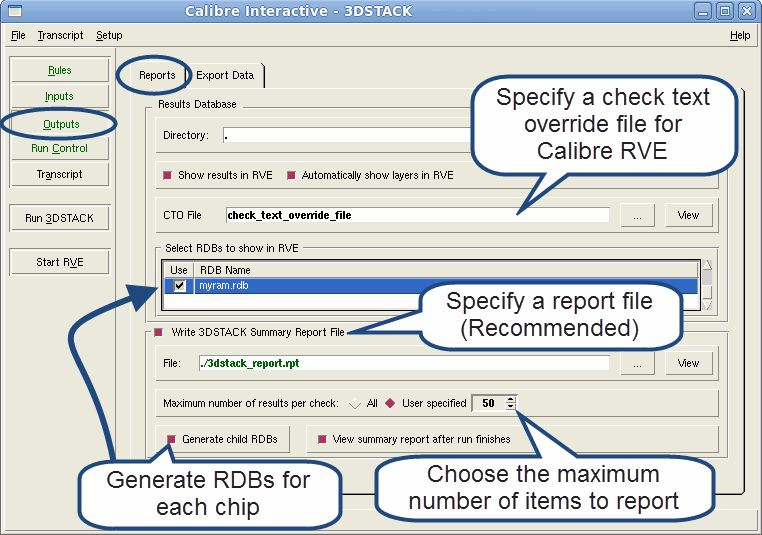 Calibre Interactive - 3DSTACK
File Transcript Setup Help
Rules
Inputs
Outputs
Run Control
Transcript
Run 3DSTACK
Start RVE
Reports Export Data
Results Database
Directory: .
Specify a check text
override file for
Calibre RVE
Show results in RVE Automatically show layers in RVE
CTO File check_text_override_file ... View
Select RDBs to show in RVE
Use RDB Name
myram.rdb
Specify a report file
(Recommended)
Write 3DSTACK Summary Report File
File: ./3dstack_report.rpt ... View
Maximum number of results per check: All User specified 50
Generate child RDBs View summary report after run finishes
Generate RDBs for
each chip
Choose the maximum
number of items to report